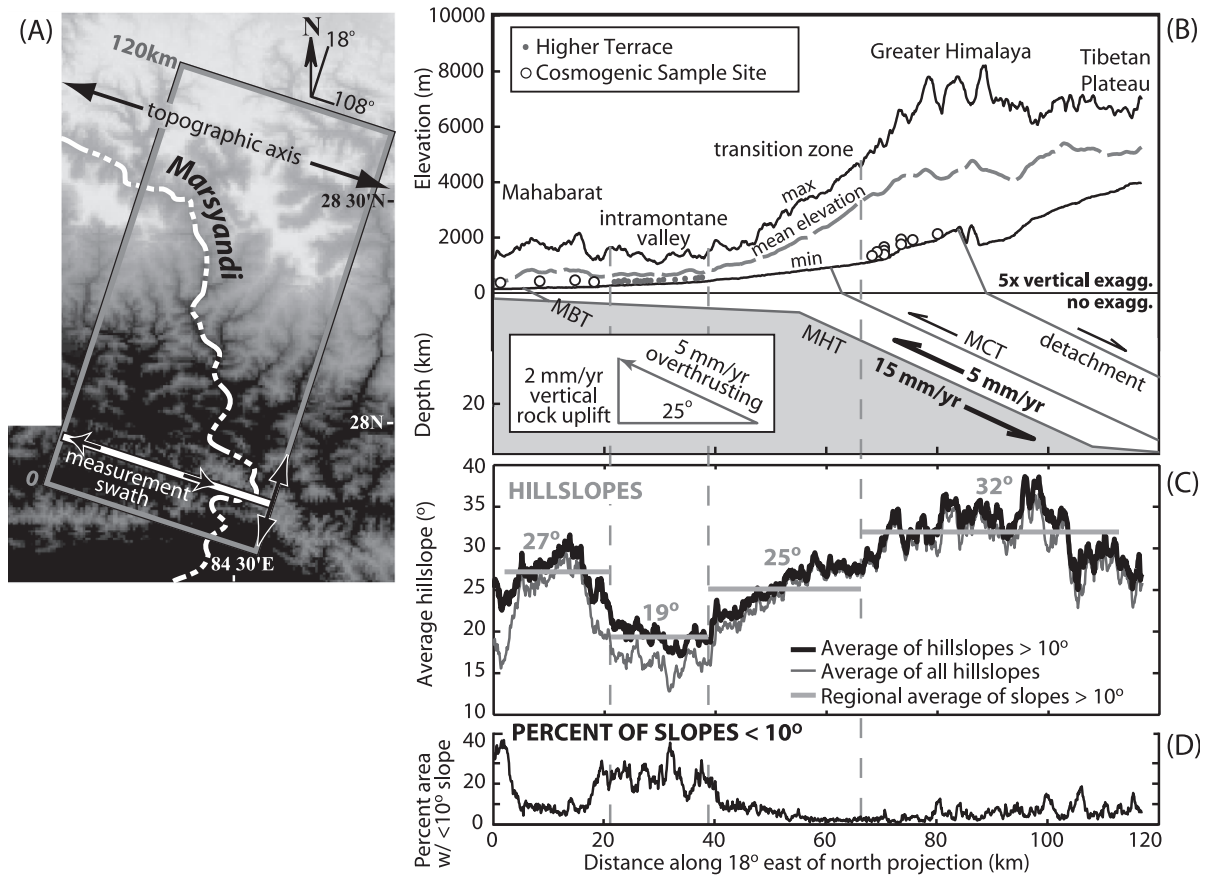 (A)
120km
N
18°
108°
topographic axis
Marsyandi
28 30'N
28N
measurement
swath
0
84 30'E
(B)
10000
8000
6000
4000
2000
0
Elevation (m)
Higher Terrace
Cosmogenic Sample Site
Greater Himalaya
Tibetan
Plateau
transition zone
Mahabarat
intramontane
valley
max
mean elevation
min
5x vertical exagg.
no exagg.
MBT
MHT
MCT
detachment
5 mm/yr
15 mm/yr
2 mm/yr
vertical
rock uplift
5 mm/yr
overthrusting
25°
20
Depth (km)
(C)
40
35
30
25
20
15
10
Average hillslope (°)
HILLSLOPES
27°
19°
25°
32°
Average of hillslopes > 10°
Average of all hillslopes
Regional average of slopes > 10°
(D)
PERCENT OF SLOPES < 10°
40
20
0
Percent area
w/ <10° slope
0 20 40 60 80 100 120
Distance along 18° east of north projection (km)